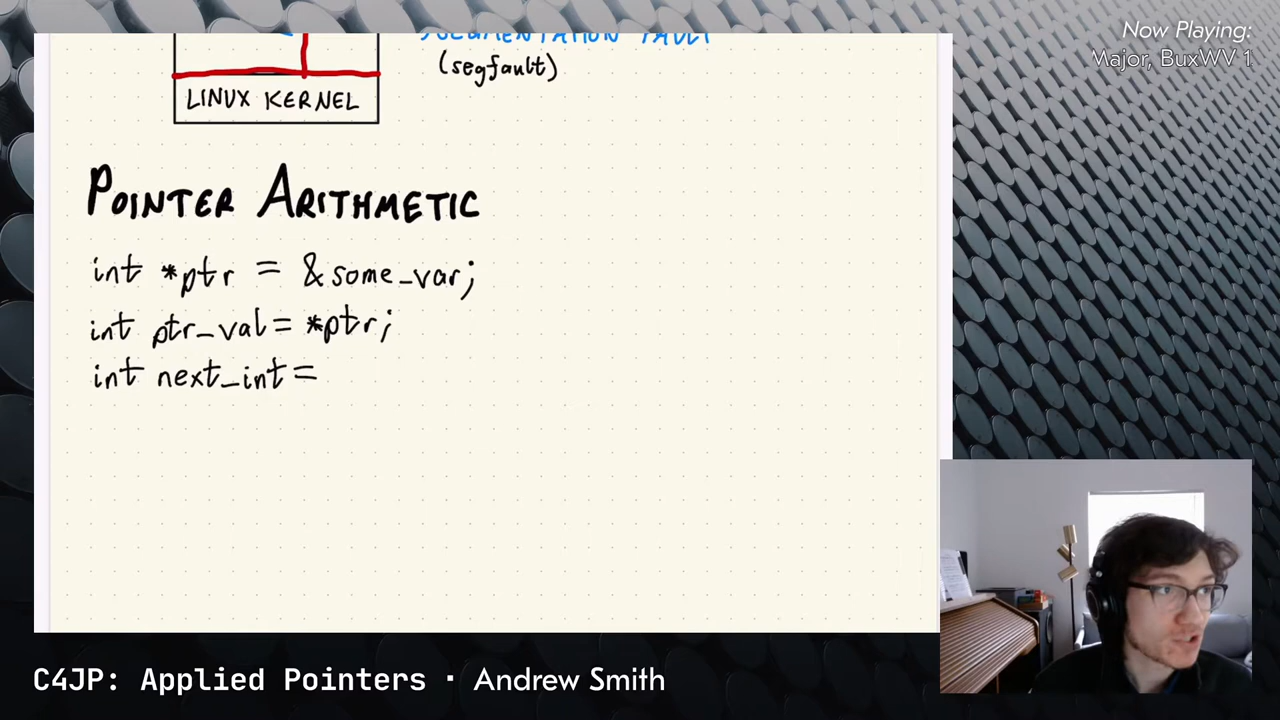 Now Playing:
Major, BuxWV 1
(segfault)
LINUX KERNEL
POINTER ARITHMETIC
int *ptr = &some_var;
int ptr_val = *ptr;
int next_int =
C4JP: Applied Pointers · Andrew Smith